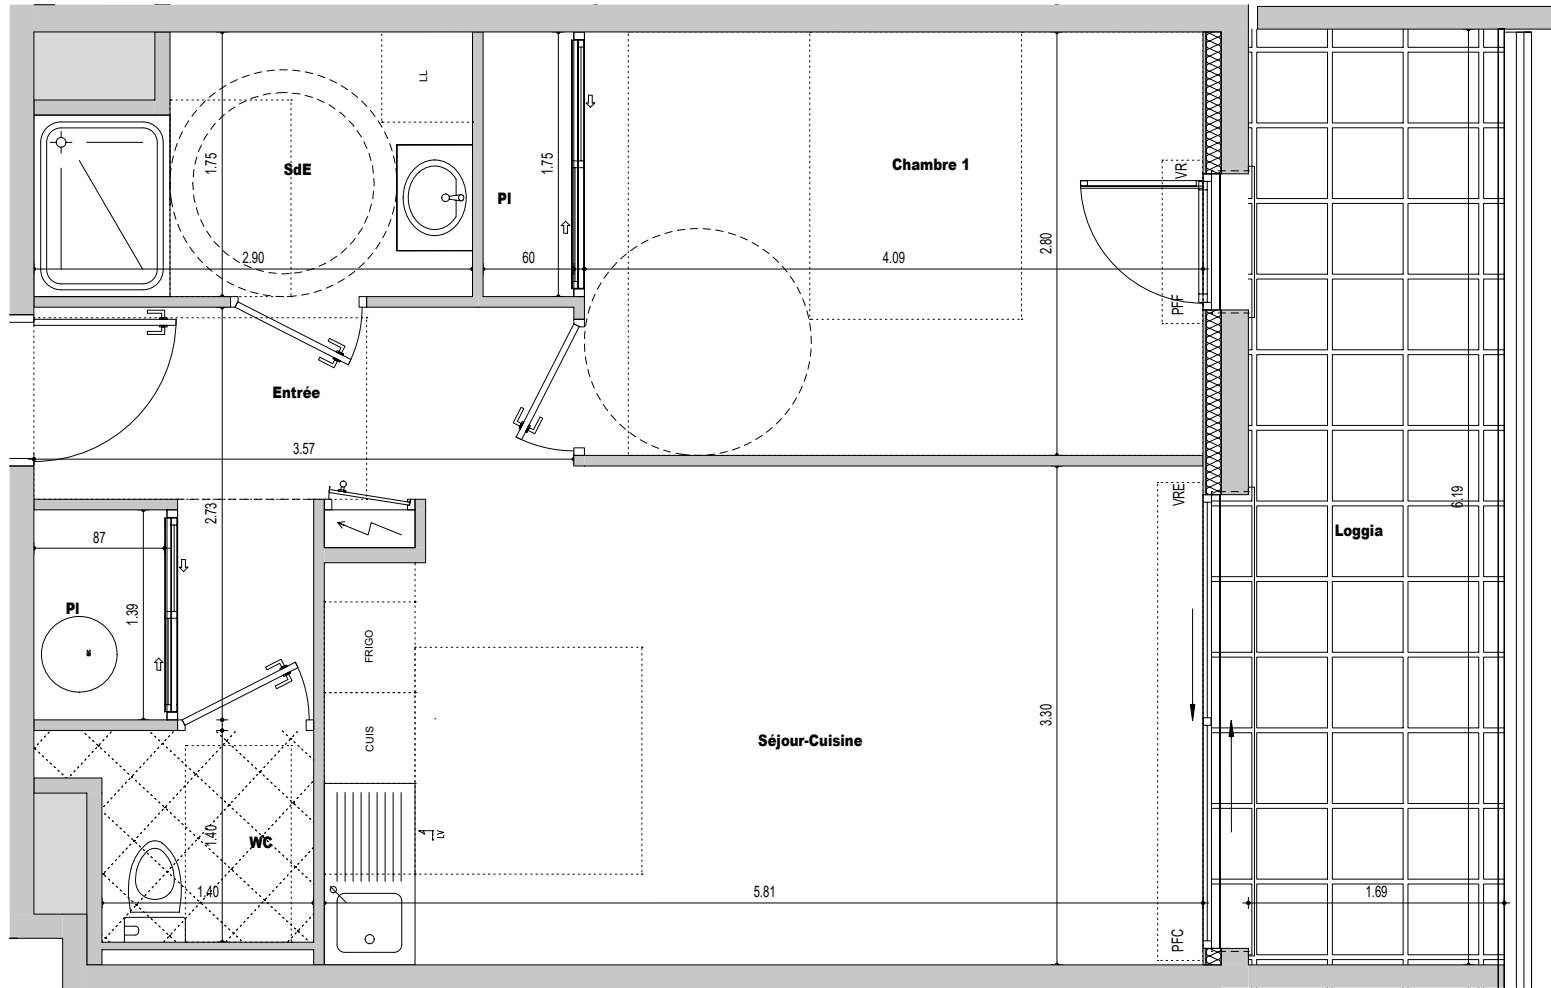 LL
SdE
1.75
2.90
Pl
1.75
60
Chambre 1
4.09
2.80
VR
PFF
Entrée
3.57
2.73
87
Pl
1.39
FRIGO
CUIS
LV
WC
1.40
1.40
Séjour-Cuisine
5.81
3.30
VRE
PFC
Loggia
6.19
1.69